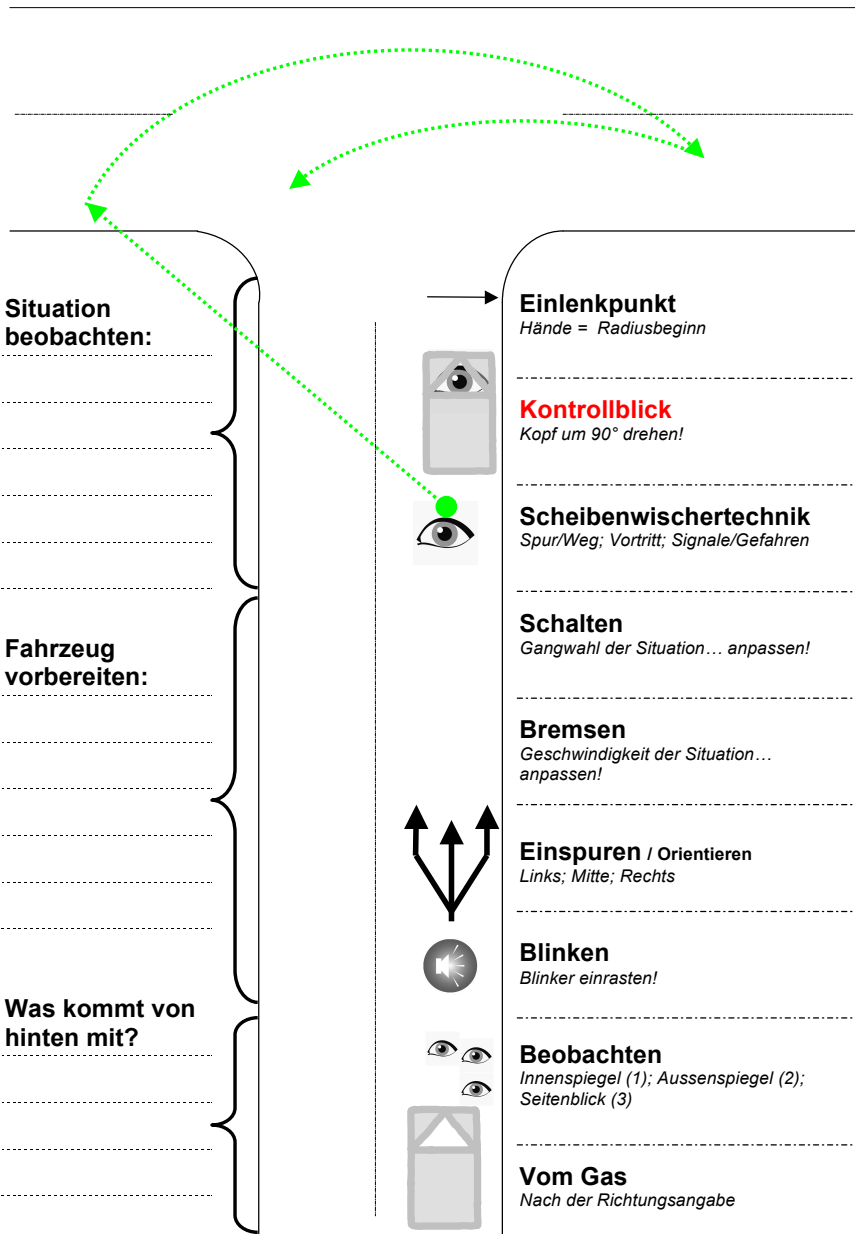 Situation
beobachten:
Fahrzeug
vorbereiten:
Was kommt von
hinten mit?
Einlenkpunkt
Hände =  Radiusbeginn
Kontrollblick
Kopf um 90° drehen!
Scheibenwischertechnik
Spur/Weg; Vortritt; Signale/Gefahren
Schalten
Gangwahl der Situation… anpassen!
Bremsen
Geschwindigkeit der Situation…
anpassen!
Einspuren / Orientieren
Links; Mitte; Rechts
Blinken
Blinker einrasten!
Beobachten
Innenspiegel (1); Aussenspiegel (2);
Seitenblick (3)
Vom Gas
Nach der Richtungsangabe